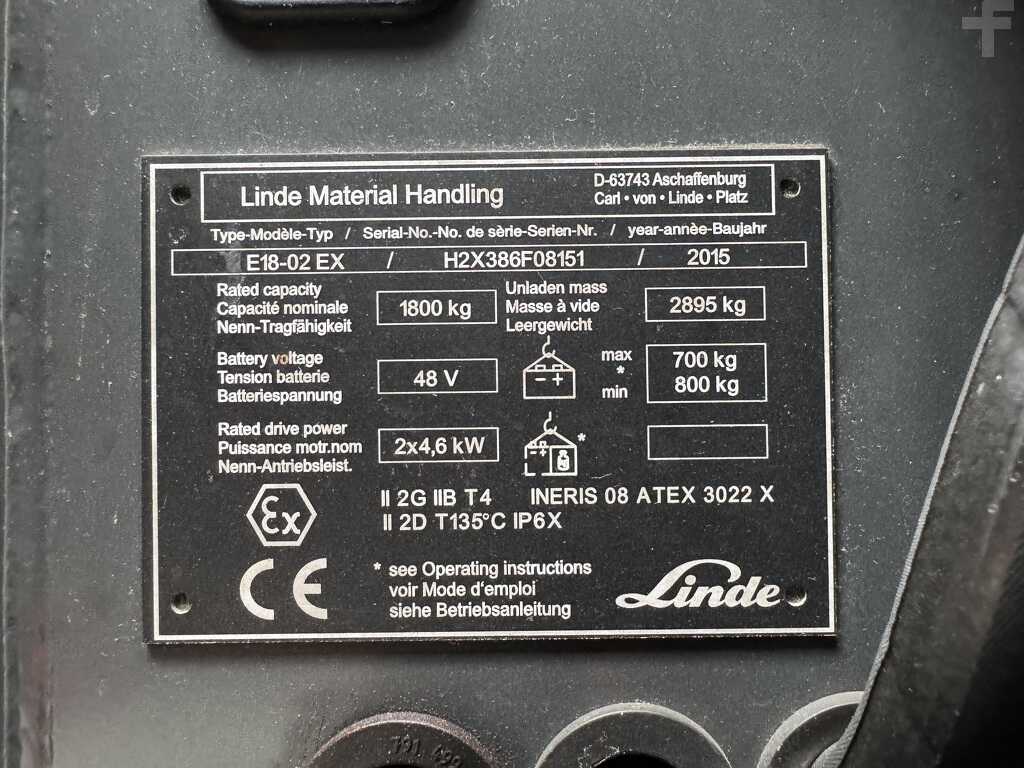 Linde Material Handling
D-63743 Aschaffenburg
Carl • von • Linde • Platz
Type-Modèle-Typ / Serial-No.-No. de sèrie-Serien-Nr. / year-annèe-Baujahr
E18-02 EX / H2X386F08151 / 2015
Rated capacity
Capacité nominale
Nenn-Tragfähigkeit
1800 kg
Unladen mass
Masse à vide
Leergewicht
2895 kg
Battery voltage
Tension batterie
Batteriespannung
48 V
- +
max
*
min
700 kg
800 kg
Rated drive power
Puissance motr.nom
Nenn-Antriebsleist.
2x4,6 kW
*
Ex
II 2G IIB T4 INERIS 08 ATEX 3022 X
II 2D T135°C IP6X
CE
* see Operating instructions
voir Mode d'emploi
siehe Betriebsanleitung
Linde
f